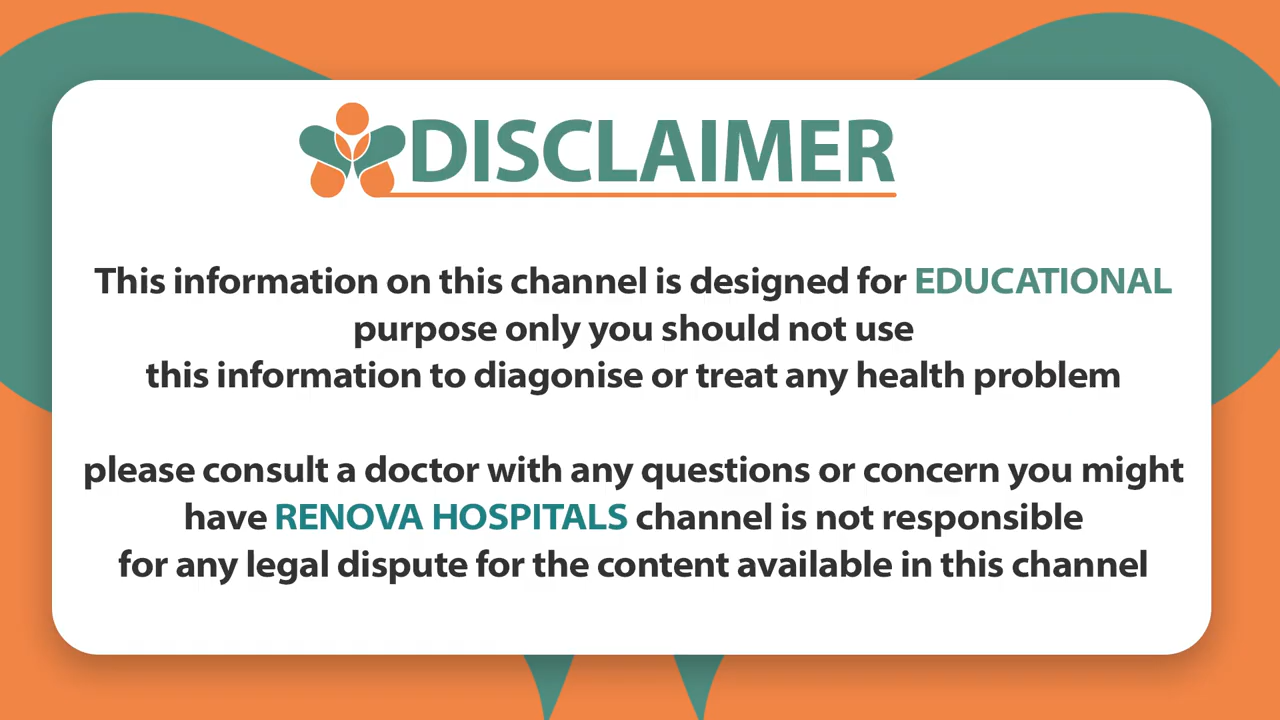 DISCLAIMER
This information on this channel is designed for EDUCATIONAL
purpose only you should not use
this information to diagonise or treat any health problem
please consult a doctor with any questions or concern you might
have RENOVA HOSPITALS channel is not responsible
for any legal dispute for the content available in this channel